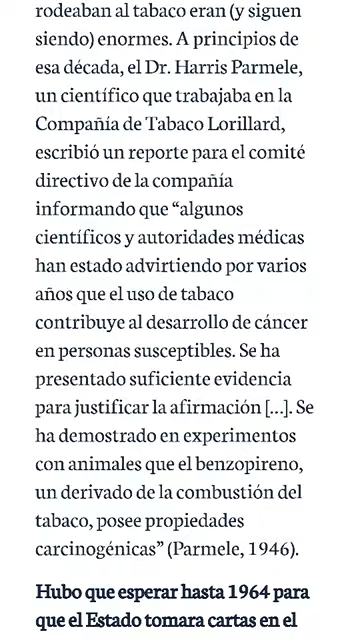 rodeaban al tabaco eran (y siguen
siendo) enormes. A principios de
esa década, el Dr. Harris Parmele,
un científico que trabajaba en la
Compañía de Tabaco Lorillard,
escribió un reporte para el comité
directivo de la compañía
informando que “algunos
científicos y autoridades médicas
han estado advirtiendo por varios
años que el uso de tabaco
contribuye al desarrollo de cáncer
en personas susceptibles. Se ha
presentado suficiente evidencia
para justificar la afirmación [...]. Se
ha demostrado en experimentos
con animales que el benzopireno,
un derivado de la combustión del
tabaco, posee propiedades
carcinogénicas” (Parmele, 1946).
Hubo que esperar hasta 1964 para
que el Estado tomara cartas en el